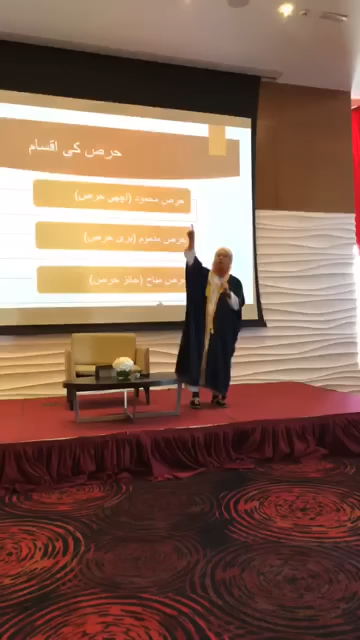 حرص کی اقسام
حرص محمود (اچھی حرص)
حرص مذموم (بری حرص)
حرص مباح (جائز حرص)